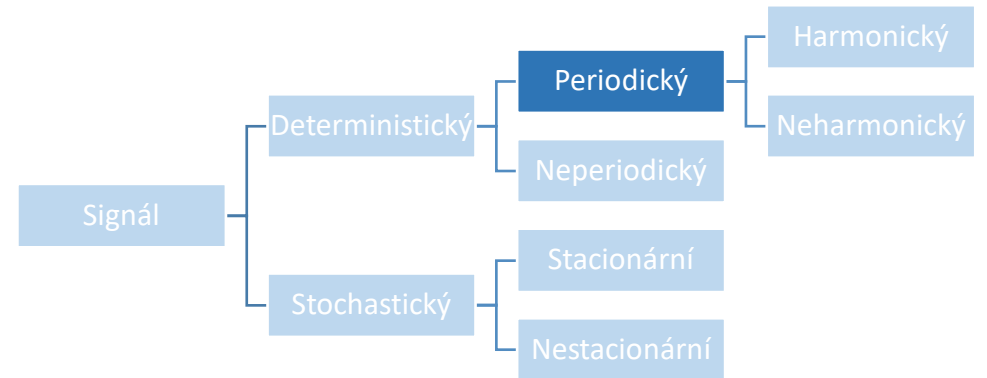 Signál
Deterministický
Periodický
Harmonický
Neharmonický
Neperiodický
Stochastický
Stacionární
Nestacionární